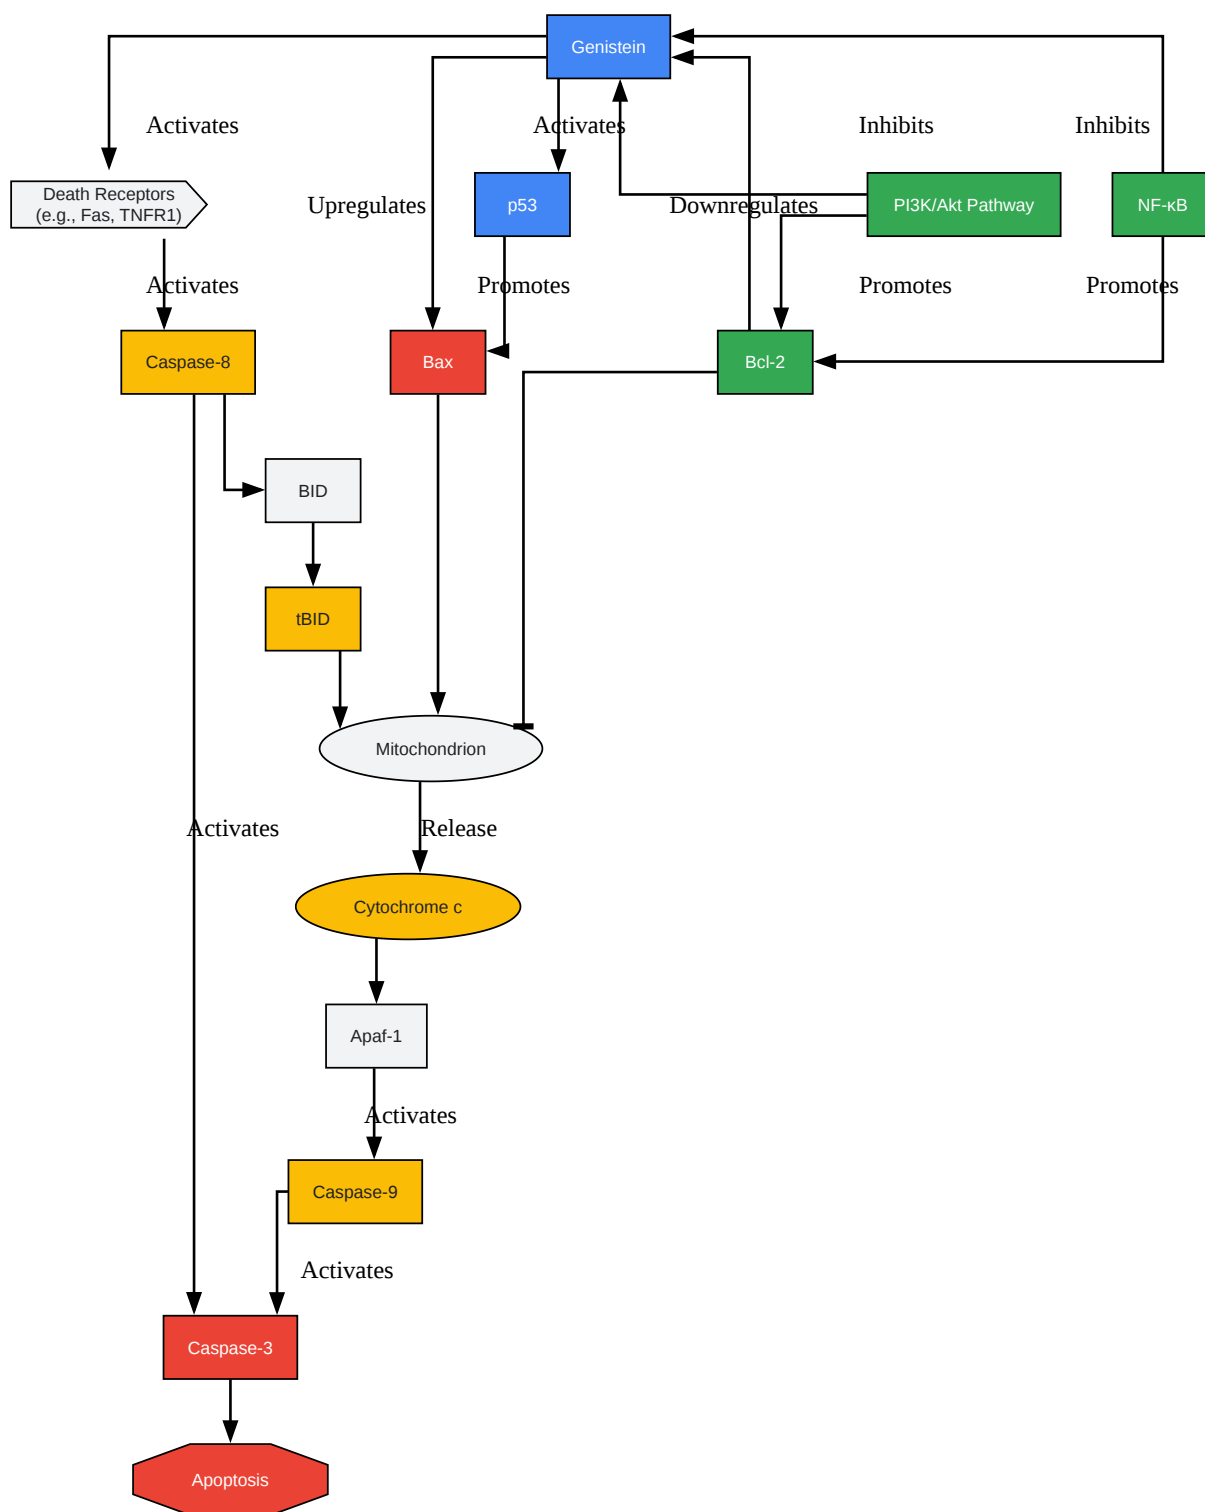 Genistein
Activates
Activates
Inhibits
Inhibits
Death Receptors
(e.g., Fas, TNFR1)
Upregulates
p53
Downregulates
PI3K/Akt Pathway
NF-κB
Activates
Promotes
Promotes
Promotes
Caspase-8
Bax
Bcl-2
BID
tBID
Mitochondrion
Activates
Release
Cytochrome c
Apaf-1
Activates
Caspase-9
Activates
Caspase-3
Apoptosis